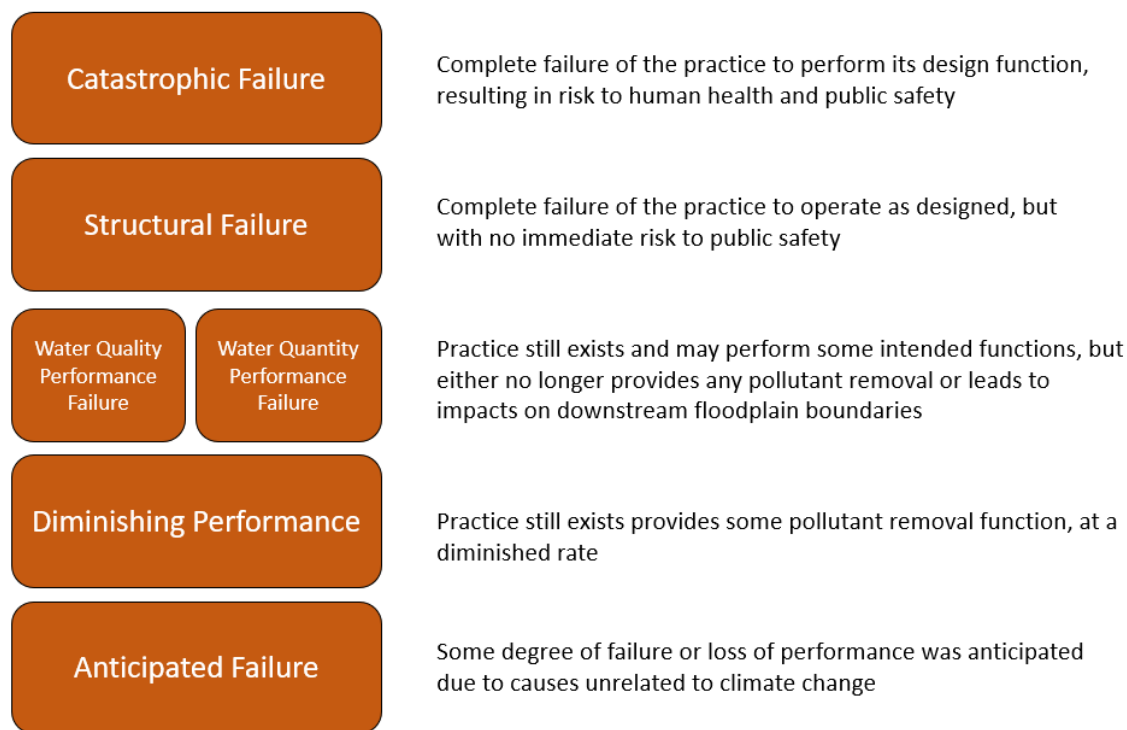 Catastrophic Failure
Complete failure of the practice to perform its design function,
resulting in risk to human health and public safety
Structural Failure
Complete failure of the practice to operate as designed, but
with no immediate risk to public safety
Water Quality
Performance
Failure
Water Quantity
Performance
Failure
Practice still exists and may perform some intended functions, but
either no longer provides any pollutant removal or leads to
impacts on downstream floodplain boundaries
Diminishing Performance
Practice still exists provides some pollutant removal function, at a
diminished rate
Anticipated Failure
Some degree of failure or loss of performance was anticipated
due to causes unrelated to climate change